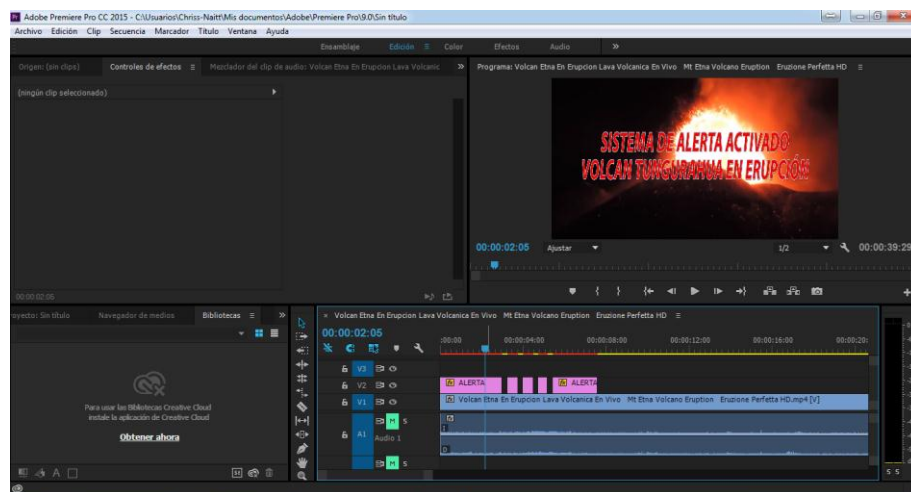 Adobe Premiere Pro CC 2015 - C:\Usuarios\Chriss-Naitt\Mis documentos\Adobe\Premiere Pro\9.0\Sin título
Archivo Edición Clip Secuencia Marcador Título Ventana Ayuda
Ensamblaje Edición Color Efectos Audio
Origen: (sin clips) Controles de efectos Mezclador del clip de audio: Volcan Etna En Erupcion Lava Volcanic
Programa: Volcan Etna En Erupcion Lava Volcanica En Vivo Mt Etna Volcano Eruption Eruzione Perfetta HD
(ningún clip seleccionado)
SISTEMA DE ALERTA ACTIVADO
VOLCAN TUNGURAHUA EN ERUPCIÓN
00:00:02:05 Ajustar 1/2 00:00:39:29
00:00:02:05
oyecto: Sin título Navegador de medios Bibliotecas
× Volcan Etna En Erupcion Lava Volcanica En Vivo Mt Etna Volcano Eruption Eruzione Perfetta HD
00:00:02:05
:00:00 00:00:04:00 00:00:08:00 00:00:12:00 00:00:16:00 00:00:20:
V3
V2 fx ALERTA fx ALERTA
V1 fx Volcan Etna En Erupcion Lava Volcanica En Vivo Mt Etna Volcano Eruption Eruzione Perfetta HD.mp4 [V]
Para usar las Bibliotecas Creative Cloud
instale la aplicación de Creative Cloud
Obtener ahora
M S
A1 Audio 1
M S
S S